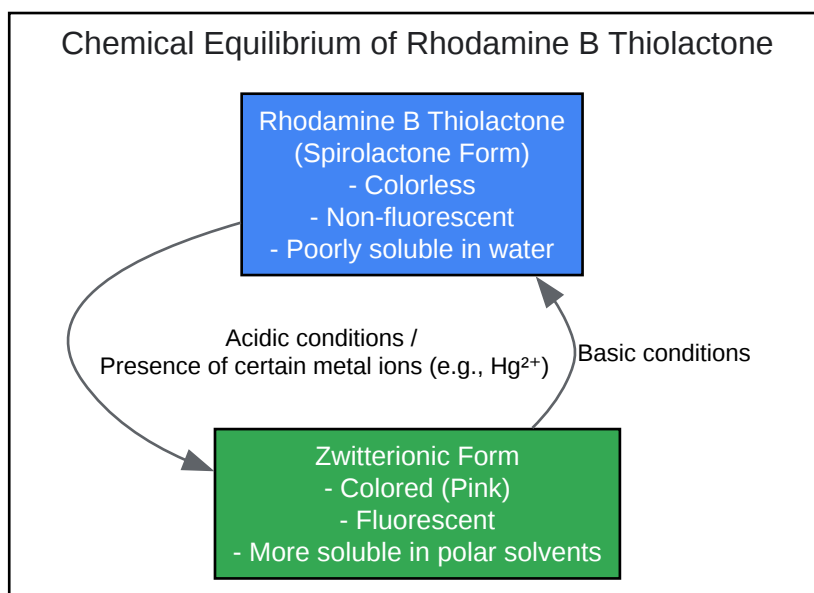 Chemical Equilibrium of Rhodamine B Thiolactone
Rhodamine B Thiolactone
(Spirolactone Form)
- Colorless
- Non-fluorescent
- Poorly soluble in water
Acidic conditions /
Presence of certain metal ions (e.g., Hg²⁺)
Basic conditions
Zwitterionic Form
- Colored (Pink)
- Fluorescent
- More soluble in polar solvents